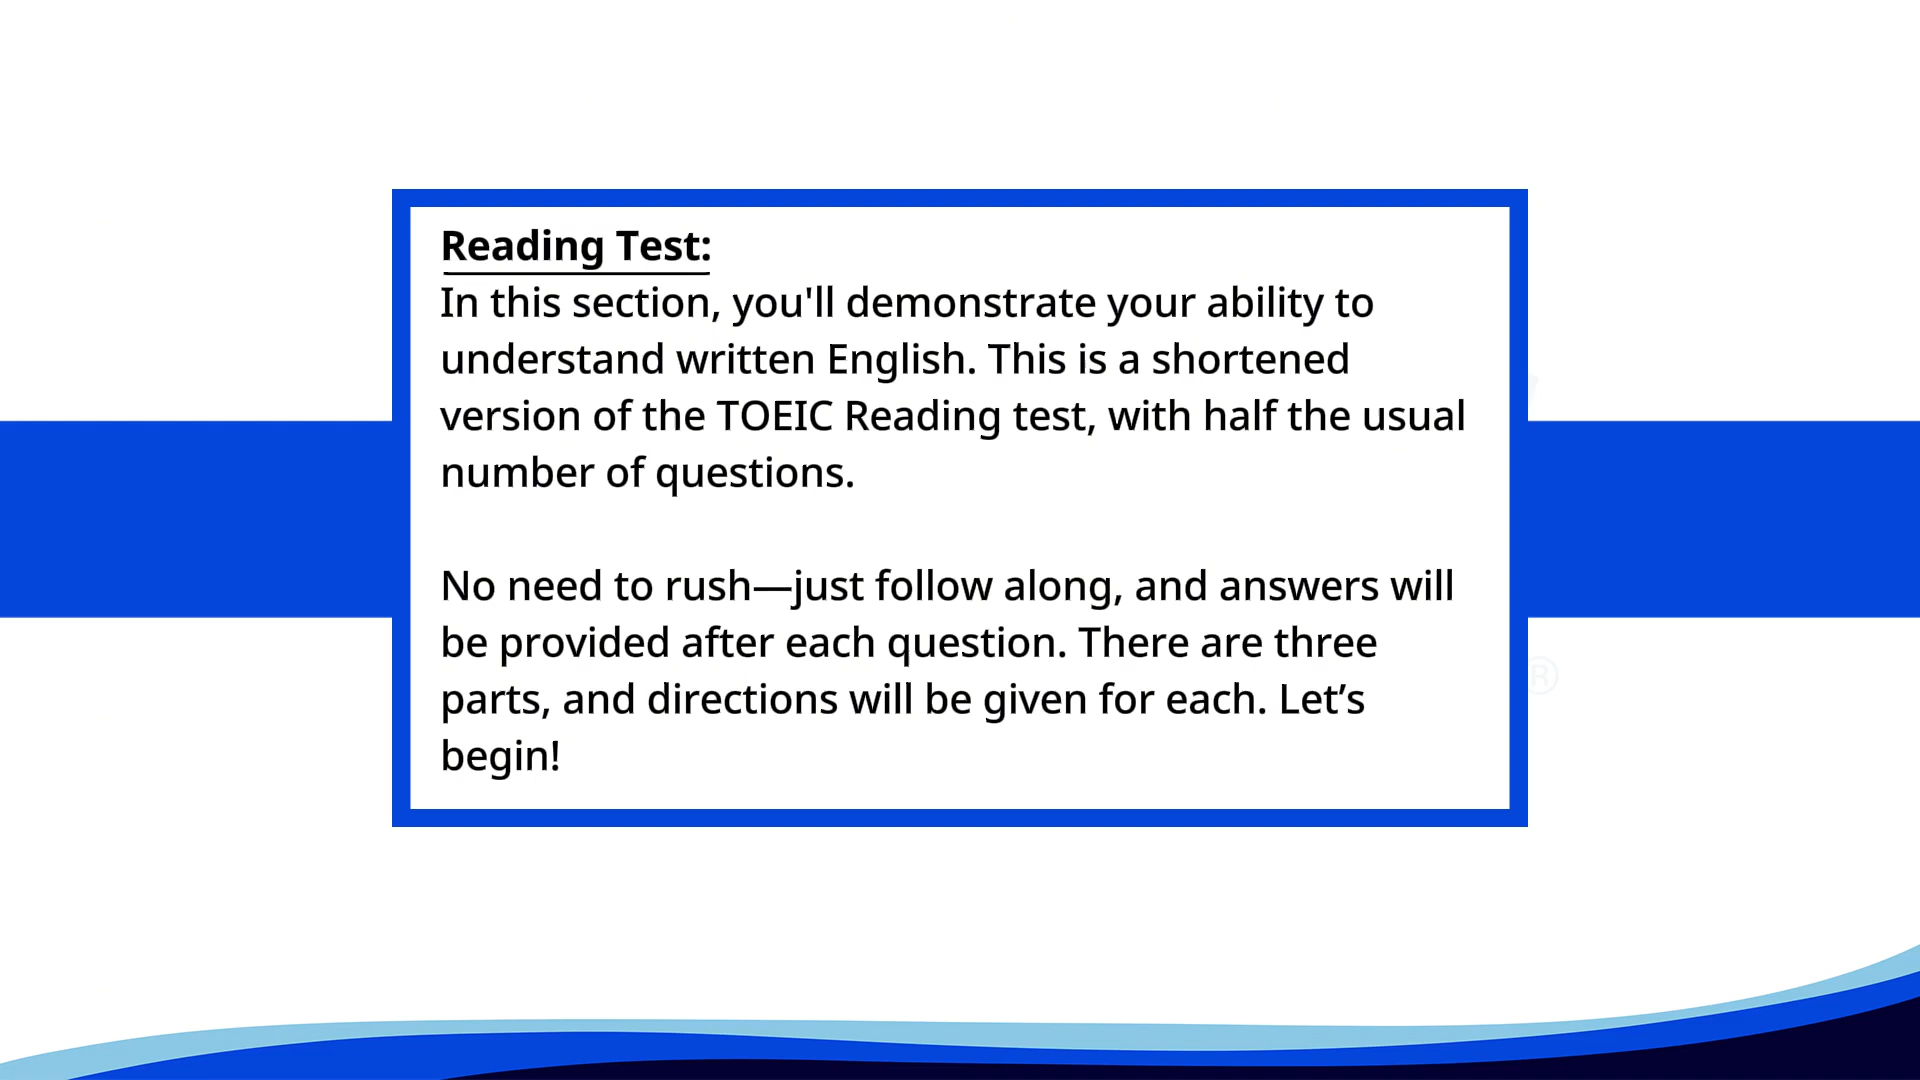 Reading Test:
In this section, you'll demonstrate your ability to
understand written English. This is a shortened
version of the TOEIC Reading test, with half the usual
number of questions.
No need to rush—just follow along, and answers will
be provided after each question. There are three
parts, and directions will be given for each. Let’s
begin!
®